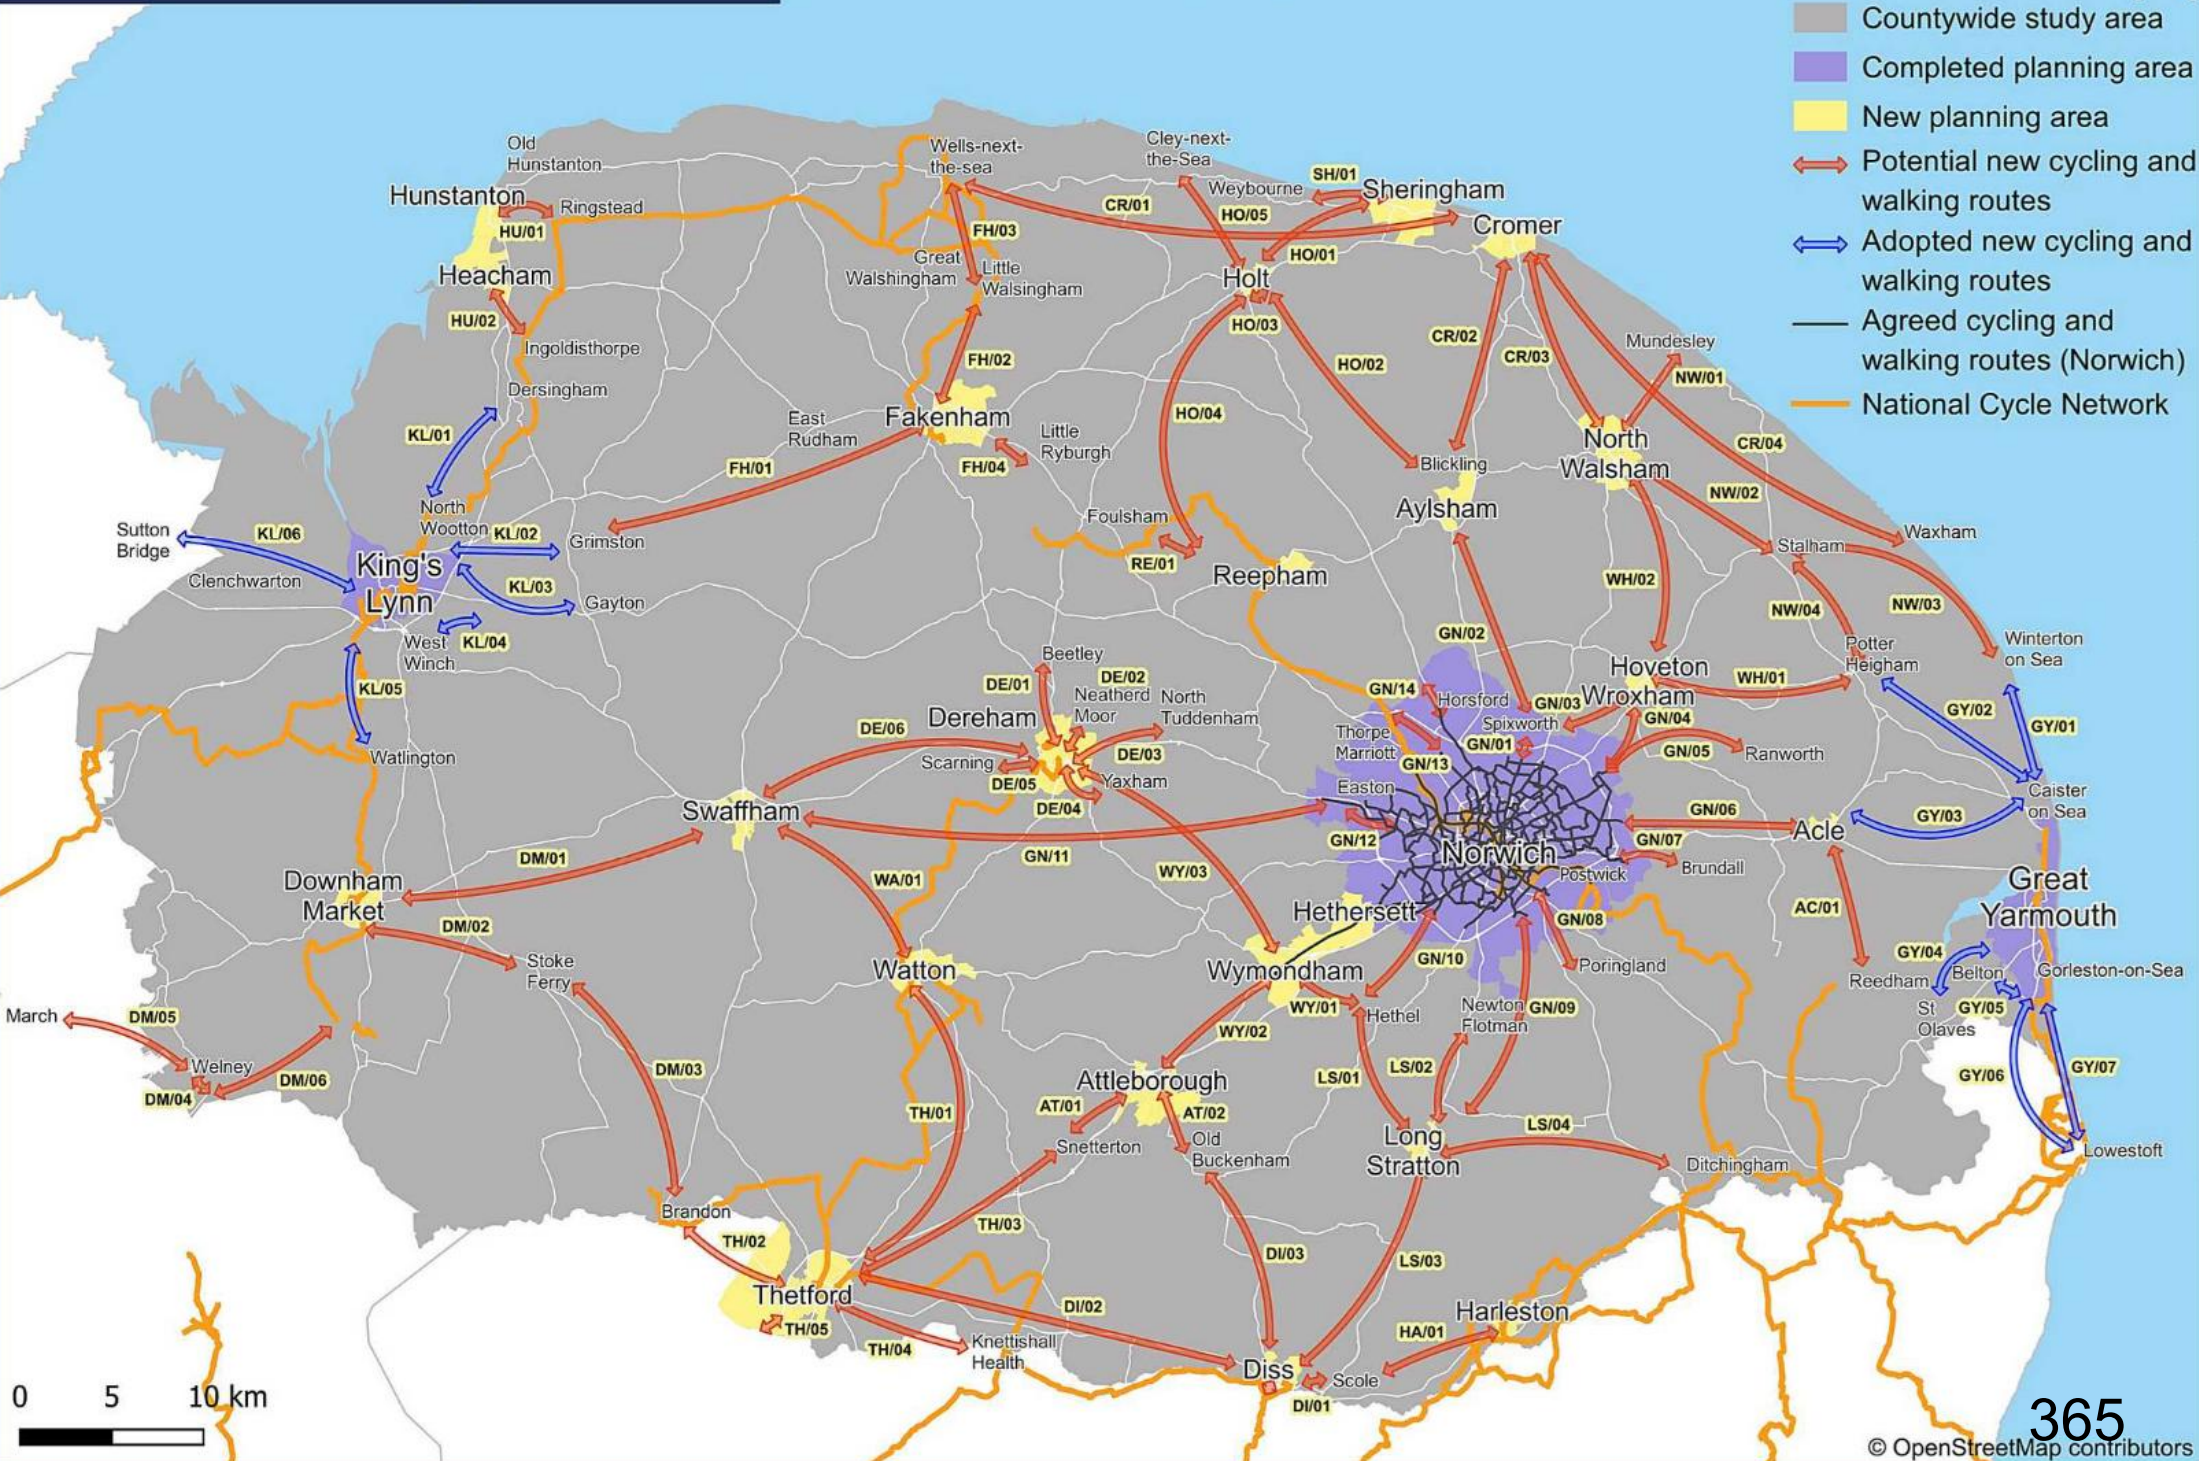 Countywide study area
Completed planning area
New planning area
Potential new cycling and
walking routes
Adopted new cycling and
walking routes
Agreed cycling and
walking routes (Norwich)
National Cycle Network
Old
Hunstanton
Hunstanton
Ringstead
HU/01
Heacham
HU/02
Ingoldisthorpe
Dersingham
KL/01
North
Wootton
KL/02
Grimston
Sutton
Bridge
KL/06
Clenchwarton
King's
Lynn
KL/03
Gayton
West
Winch
KL/04
KL/05
Watlington
Wells-next-
the-sea
Cley-next-
the-Sea
Weybourne
SH/01
Sheringham
Cromer
CR/01
HO/05
HO/01
FH/03
Great
Walshingham
Little
Walsingham
Holt
HO/03
FH/02
HO/02
CR/02
CR/03
Mundesley
NW/01
East
Rudham
Fakenham
Little
Ryburgh
FH/01
FH/04
HO/04
Blickling
North
Walsham
CR/04
NW/02
Aylsham
Foulsham
RE/01
Reepham
Stalham
Waxham
WH/02
NW/04
NW/03
GN/02
Potter
Heigham
Winterton
on Sea
Hoveton
Wroxham
WH/01
GY/02
GY/01
Beetley
DE/01
DE/02
Neatherd
Moor
North
Tuddenham
Dereham
DE/06
DE/03
Scarning
DE/05
Yaxham
DE/04
GN/14
Horsford
GN/03
Spixworth
GN/04
Thorpe
Marriott
GN/01
GN/05
Ranworth
GN/13
Easton
Swaffham
GN/11
GN/12
Norwich
GN/06
GN/07
Acle
GY/03
Caister
on Sea
Brundall
Postwick
DM/01
Downham
Market
DM/02
WA/01
WY/03
Hethersett
GN/08
AC/01
Great
Yarmouth
Stoke
Ferry
Watton
Wymondham
GN/10
Poringland
GY/04
Reedham
Belton
Gorleston-on-Sea
March
DM/05
WY/01
Hethel
Newton
Flotman
GN/09
St
Olaves
GY/05
WY/02
Welney
DM/04
DM/06
DM/03
TH/01
Attleborough
AT/01
AT/02
LS/01
LS/02
GY/06
GY/07
Snetterton
Old
Buckenham
Long
Stratton
LS/04
Ditchingham
Lowestoft
Brandon
TH/02
TH/03
DI/03
LS/03
Thetford
TH/05
TH/04
DI/02
Knettishall
Health
Harleston
HA/01
Diss
Scole
DI/01
0 5 10 km
365
© OpenStreetMap contributors